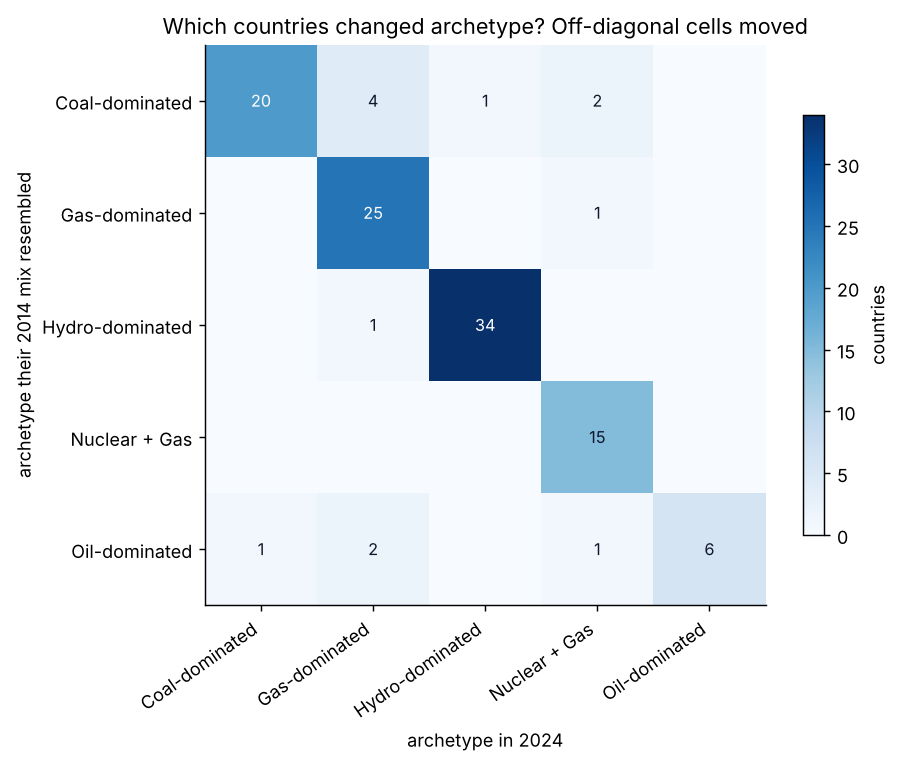 Which countries changed archetype? Off-diagonal cells moved
archetype their 2014 mix resembled
Coal-dominated
20 4 1 2
Gas-dominated
25 1
Hydro-dominated
1 34
Nuclear + Gas
15
Oil-dominated
1 2 1 6
Coal-dominated
Gas-dominated
Hydro-dominated
Nuclear + Gas
Oil-dominated
archetype in 2024
30
25
20
15
10
5
0
countries